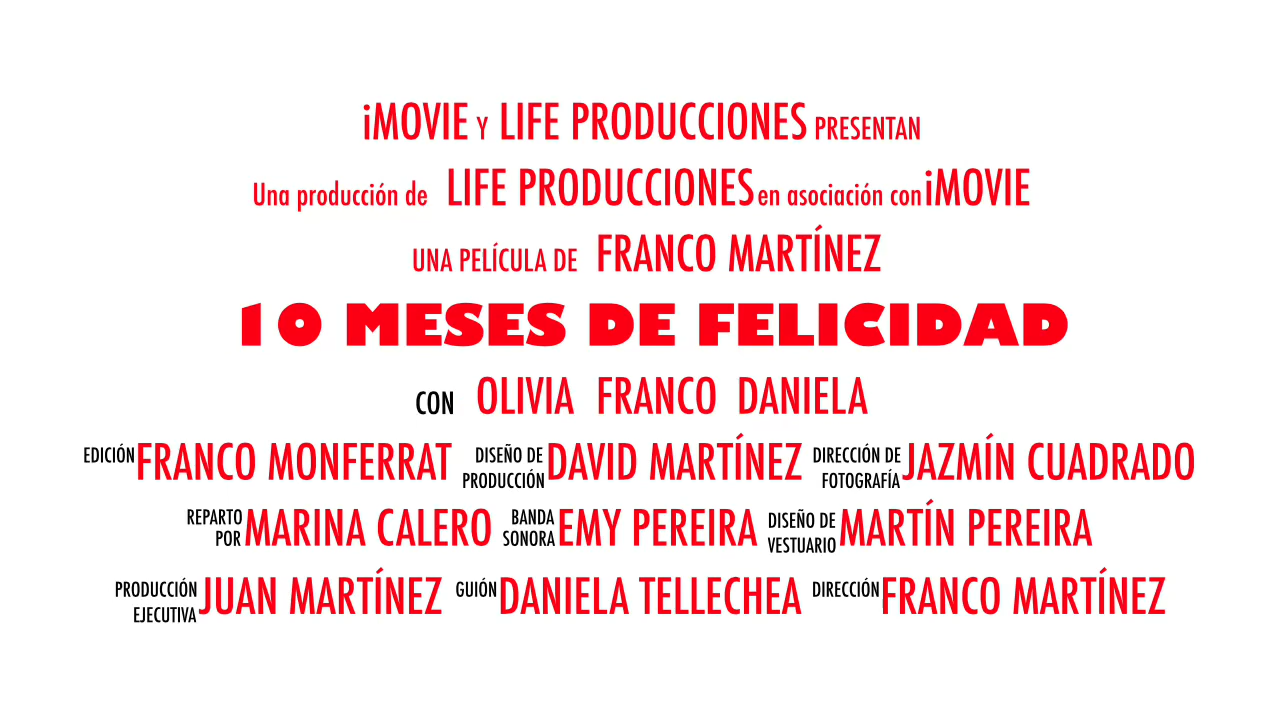 iMOVIE Y LIFE PRODUCCIONES PRESENTAN
Una producción de LIFE PRODUCCIONES en asociación con iMOVIE
UNA PELÍCULA DE FRANCO MARTÍNEZ
10 MESES DE FELICIDAD
CON OLIVIA FRANCO DANIELA
EDICIÓN FRANCO MONFERRAT DISEÑO DE PRODUCCIÓN DAVID MARTÍNEZ DIRECCIÓN DE FOTOGRAFÍA JAZMÍN CUADRADO
REPARTO POR MARINA CALERO BANDA SONORA EMY PEREIRA DISEÑO DE VESTUARIO MARTÍN PEREIRA
PRODUCCIÓN EJECUTIVA JUAN MARTÍNEZ GUIÓN DANIELA TELLECHEA DIRECCIÓN FRANCO MARTÍNEZ